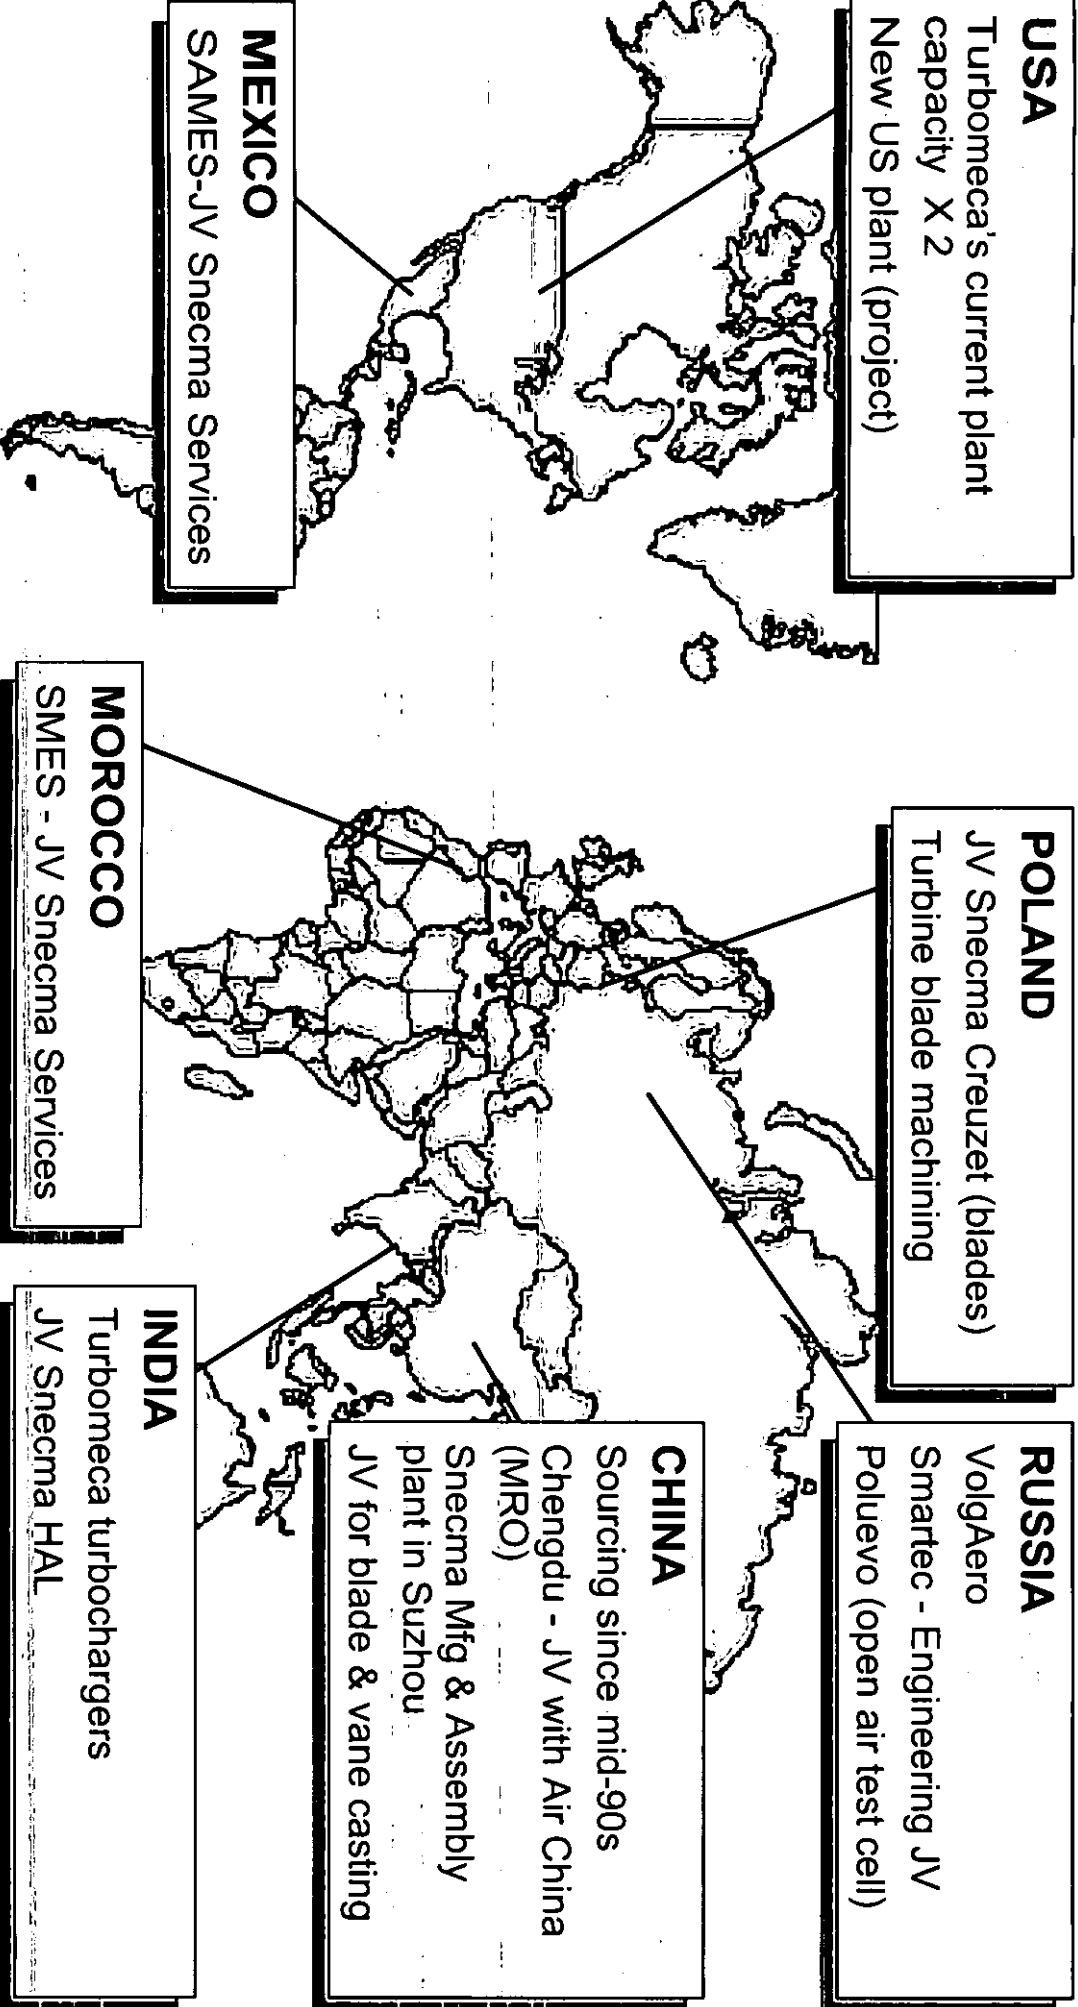 USA
Turbomeca's current plant
capacity X 2
New US plant (project)
POLAND
JV Snecma Creuzet (blades)
Turbine blade machining
RUSSIA
VolgAero
Smartec - Engineering JV
Poluevo (open air test cell)
MEXICO
SAMES-JV Snecma Services
MOROCCO
SMES - JV Snecma Services
CHINA
Sourcing since mid-90s
Chengdu - JV with Air China
(MRO)
Snecma Mfg & Assembly
plant in Suzhou
JV for blade & vane casting
INDIA
Turbomeca turbochargers
JV Snecma HAL